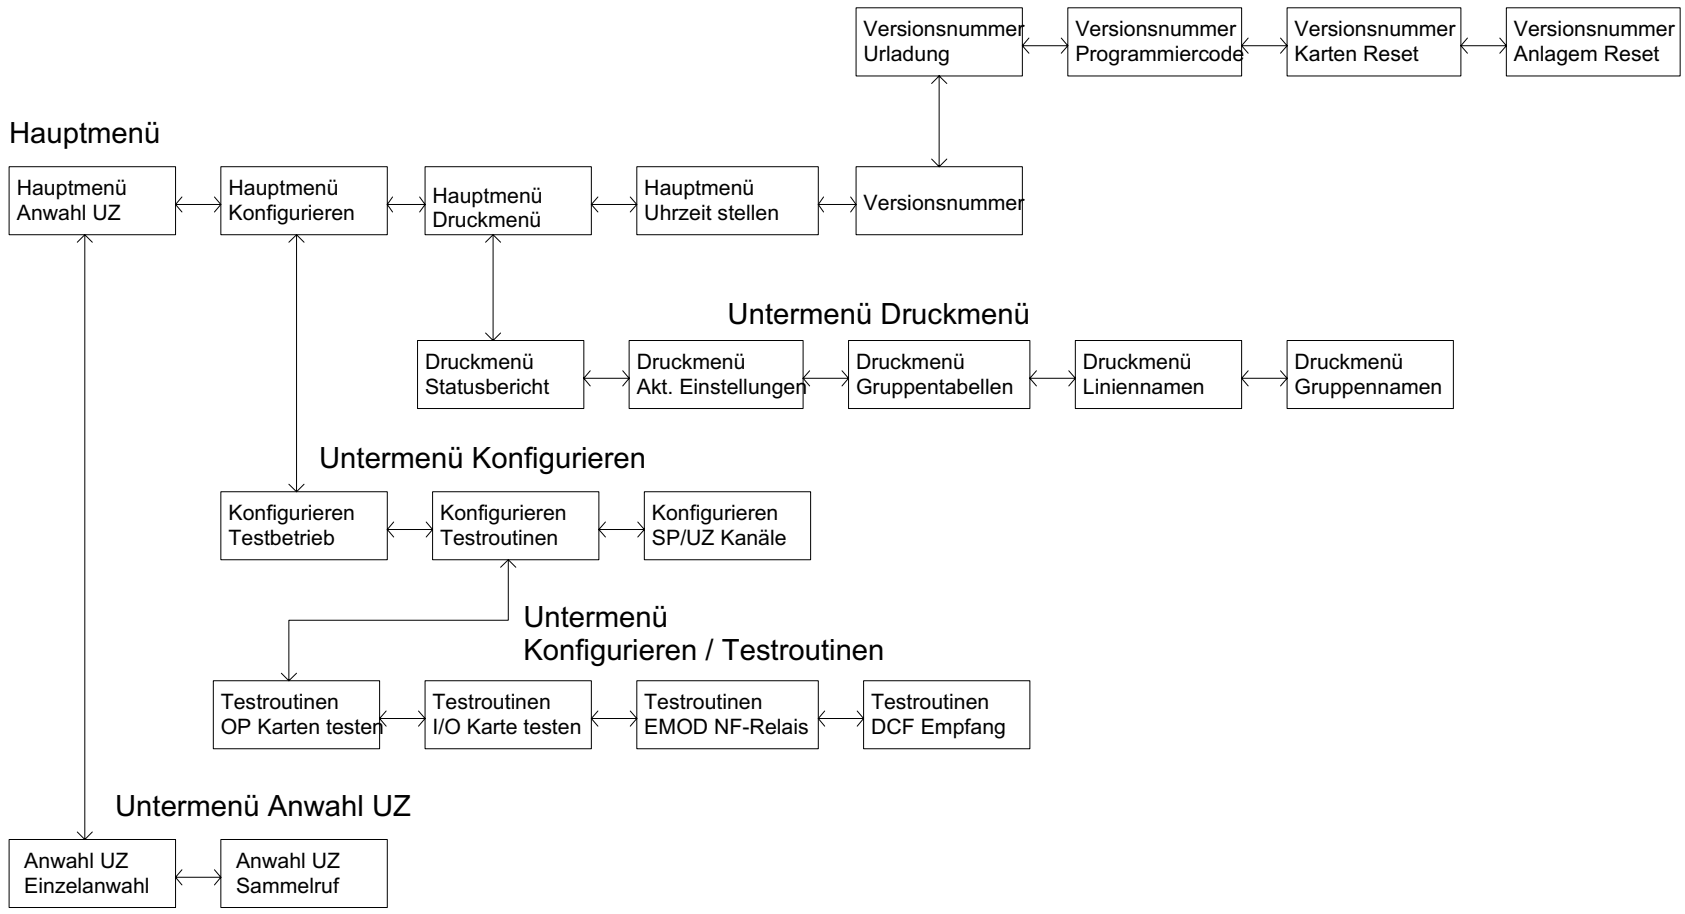 Versionsnummer
Urladung
Versionsnummer
Programmiercode
Versionsnummer
Karten Reset
Versionsnummer
Anlagem Reset
Hauptmenü
Hauptmenü
Anwahl UZ
Hauptmenü
Konfigurieren
Hauptmenü
Druckmenü
Hauptmenü
Uhrzeit stellen
Versionsnummer
Untermenü Druckmenü
Druckmenü
Statusbericht
Druckmenü
Akt. Einstellungen
Druckmenü
Gruppentabellen
Druckmenü
Liniennamen
Druckmenü
Gruppennamen
Untermenü Konfigurieren
Konfigurieren
Testbetrieb
Konfigurieren
Testroutinen
Konfigurieren
SP/UZ Kanäle
Untermenü
Konfigurieren / Testroutinen
Testroutinen
OP Karten testen
Testroutinen
I/O Karte testen
Testroutinen
EMOD NF-Relais
Testroutinen
DCF Empfang
Untermenü Anwahl UZ
Anwahl UZ
Einzelanwahl
Anwahl UZ
Sammelruf